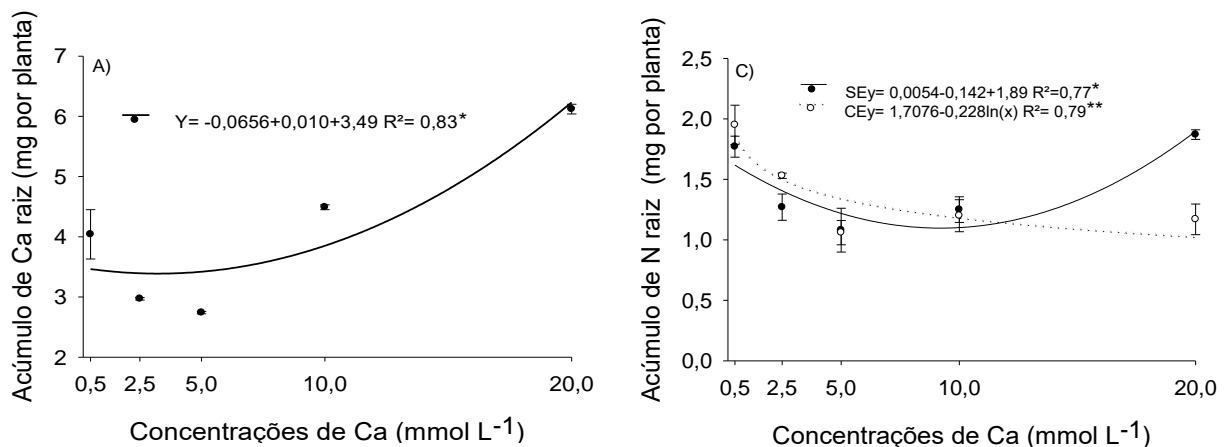 A)
Acúmulo de Ca raiz (mg por planta)
7
6
5
4
3
2
Y= -0,0656+0,010+3,49 R²= 0,83*
0,5 2,5 5,0 10,0 20,0
Concentrações de Ca (mmol L-1)
C)
Acúmulo de N raiz (mg por planta)
2,5
2,0
1,5
1,0
0,5
0,0
SEy= 0,0054-0,142+1,89 R²=0,77*
CEy= 1,7076-0,228ln(x) R²= 0,79**
0,5 2,5 5,0 10,0 20,0
Concentrações de Ca (mmol L-1)